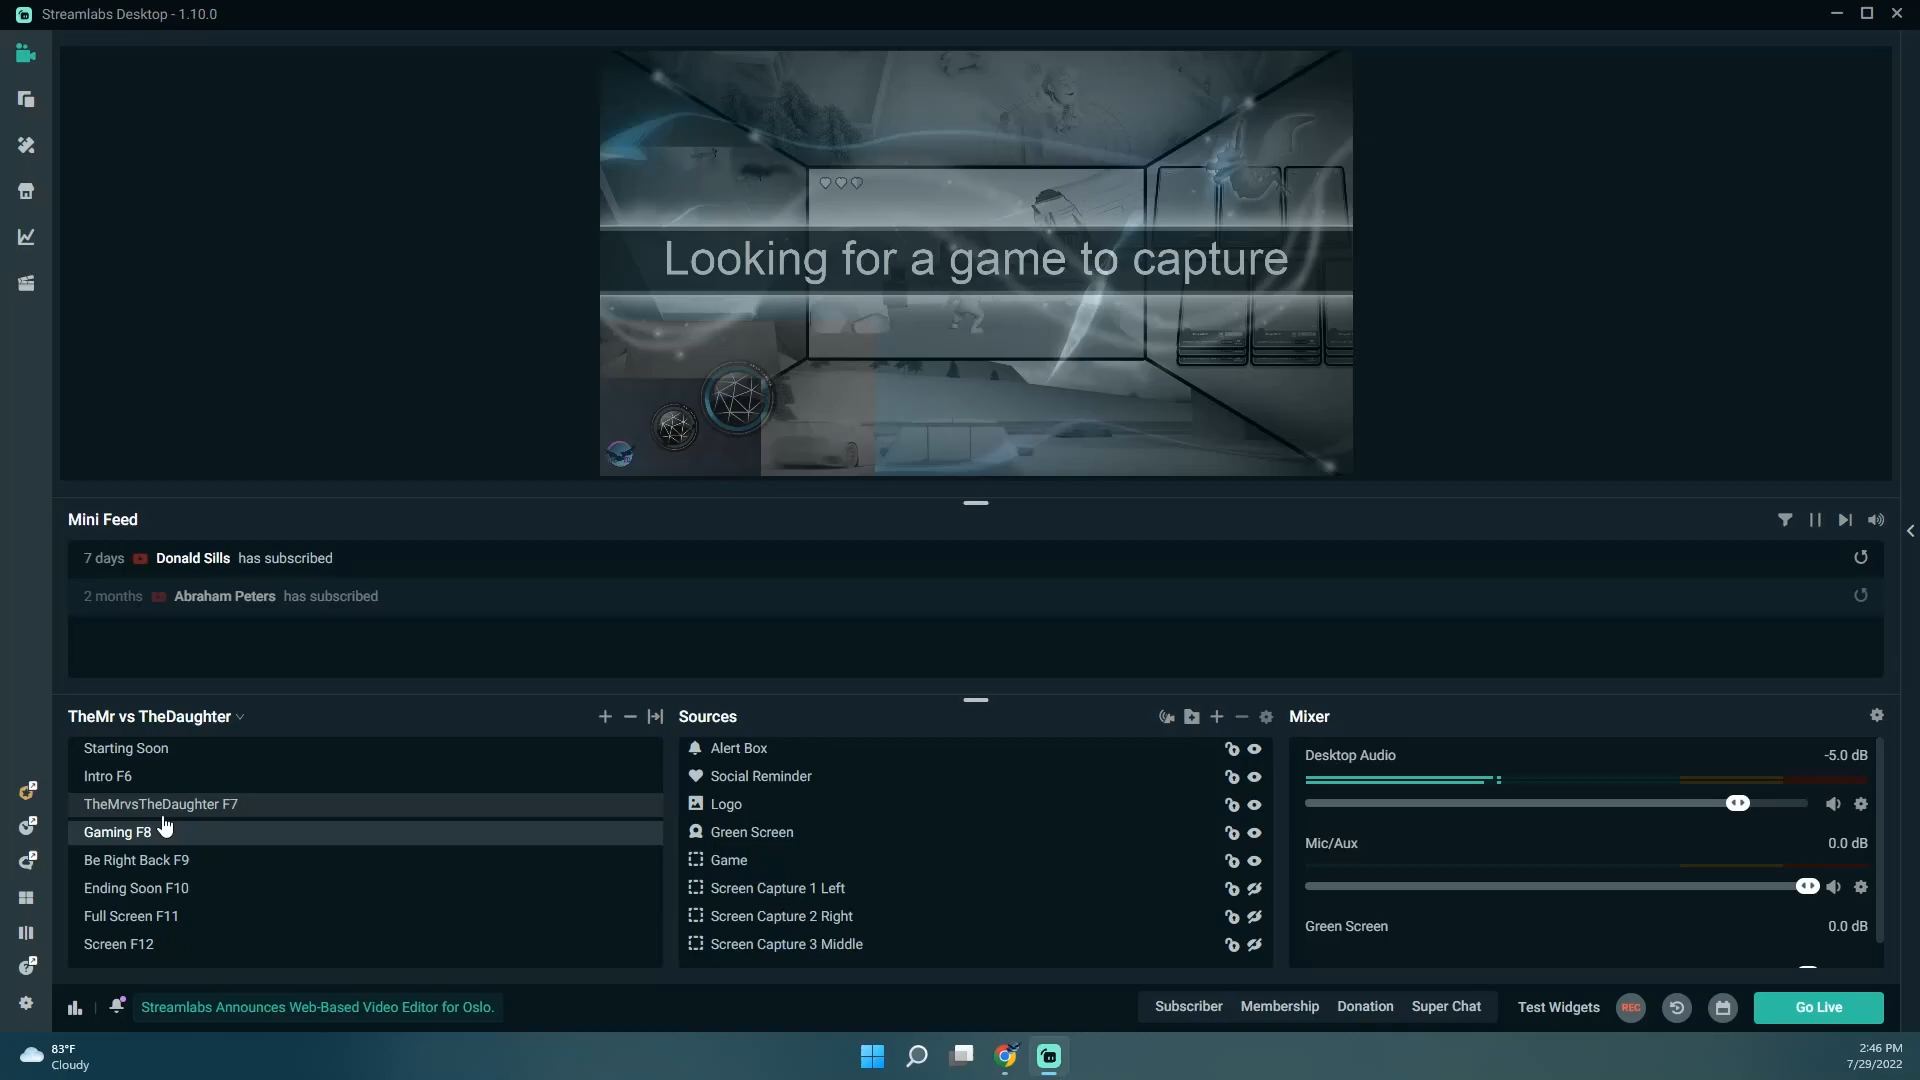 Streamlabs Desktop - 1.10.0
Looking for a game to capture
Mini Feed
7 days Donald Sills has subscribed
2 months Abraham Peters has subscribed
TheMr vs TheDaughter
Starting Soon
Intro F6
TheMrvsTheDaughter F7
Gaming F8
Be Right Back F9
Ending Soon F10
Full Screen F11
Screen F12
Sources
Alert Box
Social Reminder
Logo
Green Screen
Game
Screen Capture 1 Left
Screen Capture 2 Right
Screen Capture 3 Middle
Mixer
Desktop Audio -5.0 dB
Mic/Aux 0.0 dB
Green Screen 0.0 dB
Streamlabs Announces Web-Based Video Editor for Oslo.
Subscriber Membership Donation Super Chat Test Widgets REC Go Live
83°F
Cloudy
2:46 PM
7/29/2022